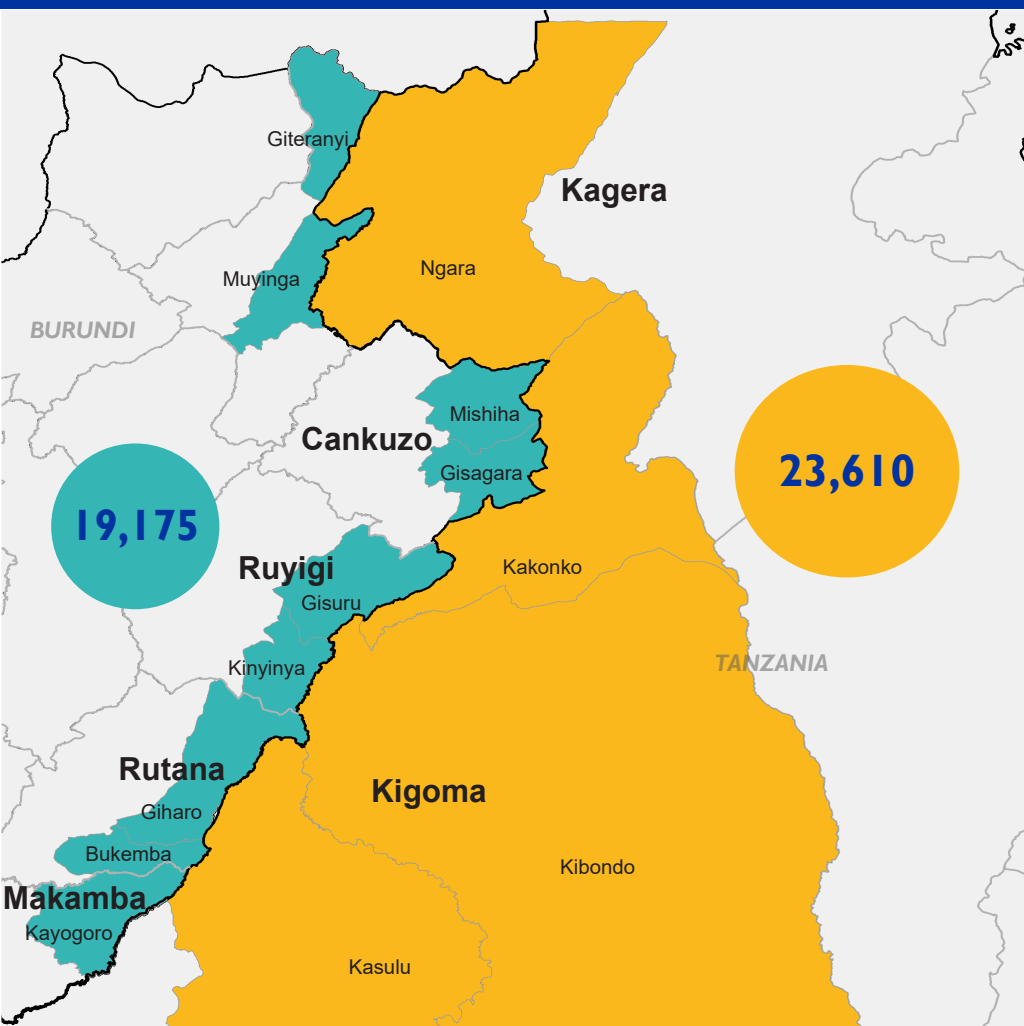 Giteranyi
Kagera
Ngara
Muyinga
BURUNDI
Mishiha
Cankuzo
Gisagara
23,610
19,175
Ruyigi
Kakonko
Gisuru
TANZANIA
Kinyinya
Rutana
Kigoma
Giharo
Bukemba
Kibondo
Makamba
Kayogoro
Kasulu